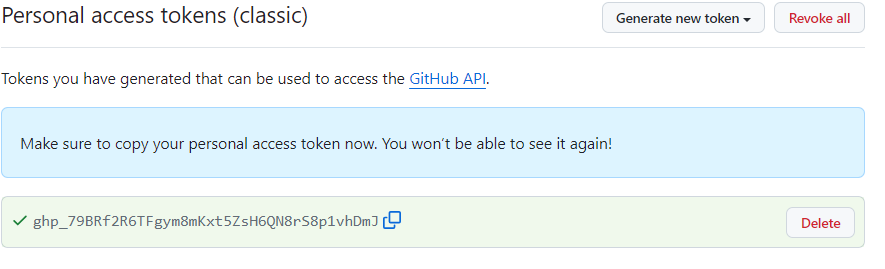 Personal access tokens (classic)
Generate new token
Revoke all
Tokens you have generated that can be used to access the GitHub API.
Make sure to copy your personal access token now. You won't be able to see it again!
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
Delete